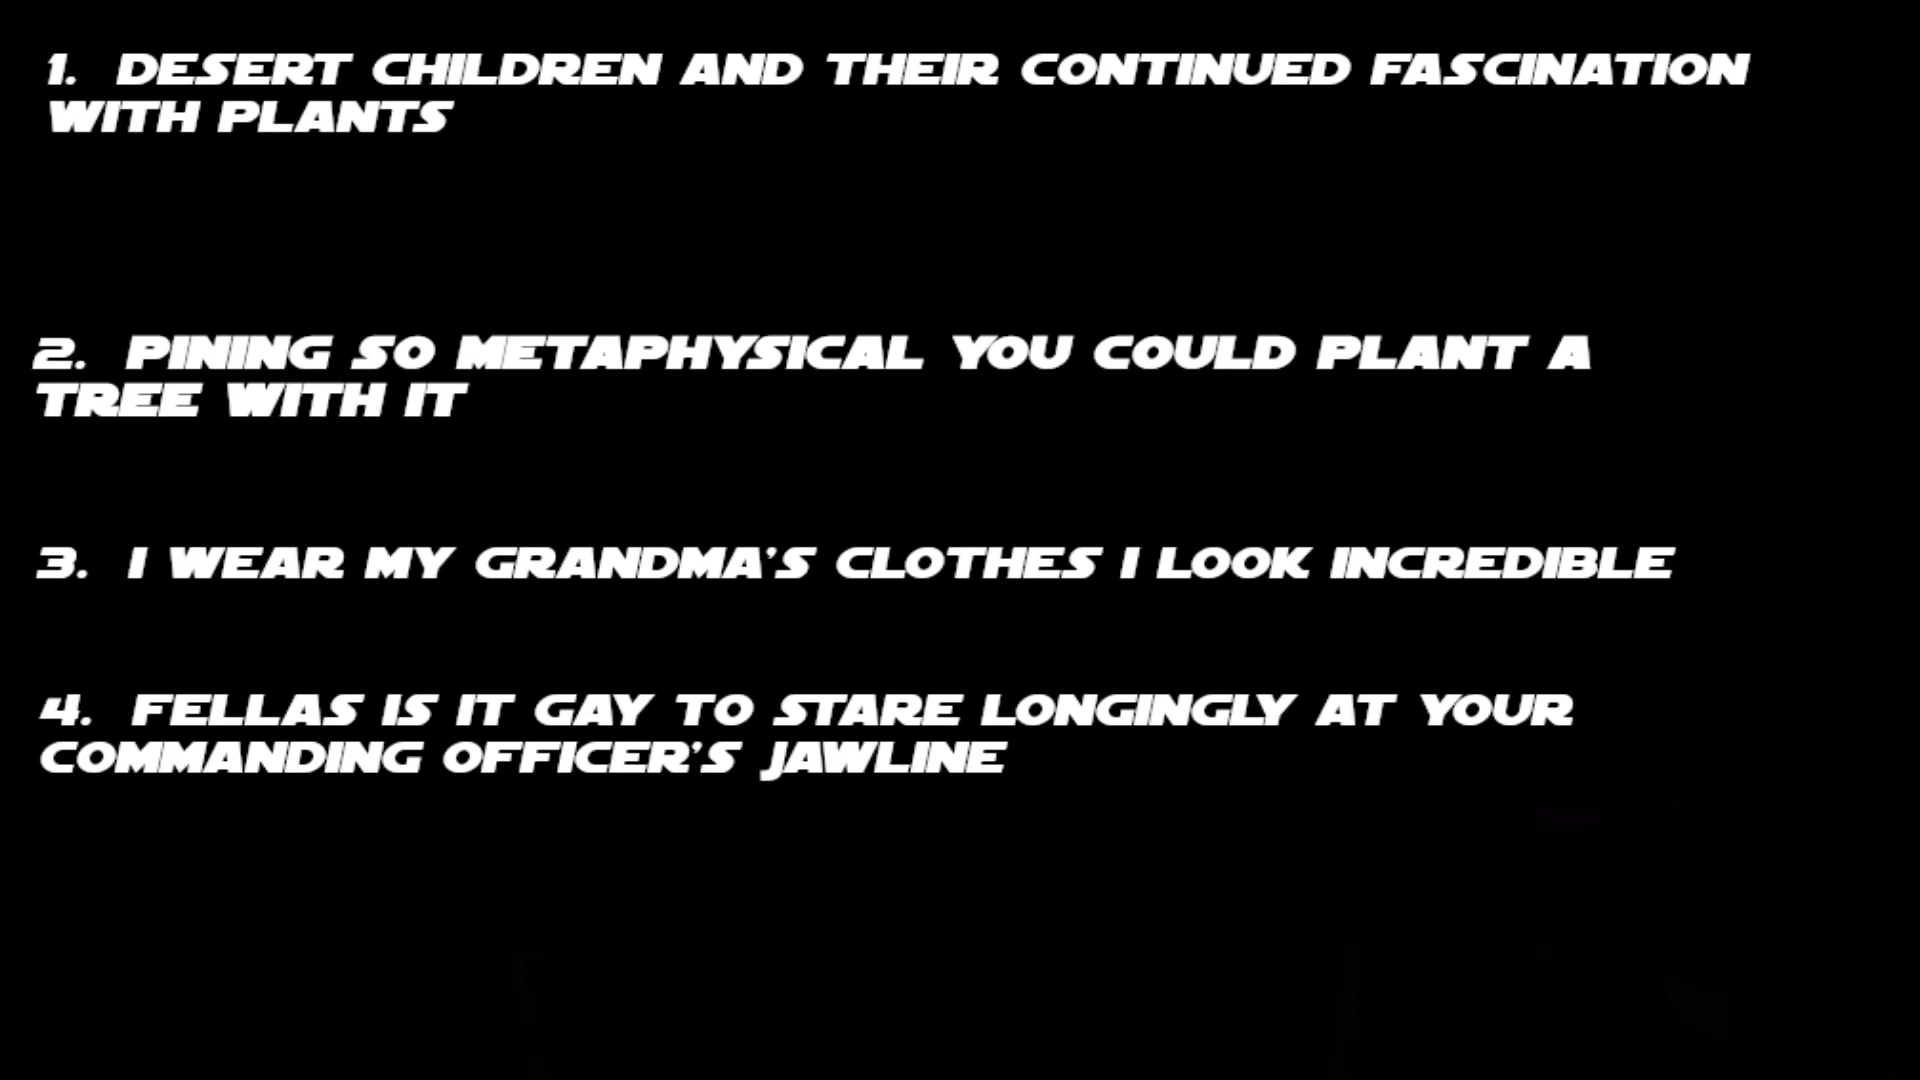 1. DESERT CHILDREN AND THEIR CONTINUED FASCINATION
WITH PLANTS
2. PINING SO METAPHYSICAL YOU COULD PLANT A
TREE WITH IT
3. I WEAR MY GRANDMA'S CLOTHES I LOOK INCREDIBLE
4. FELLAS IS IT GAY TO STARE LONGINGLY AT YOUR
COMMANDING OFFICER'S JAWLINE